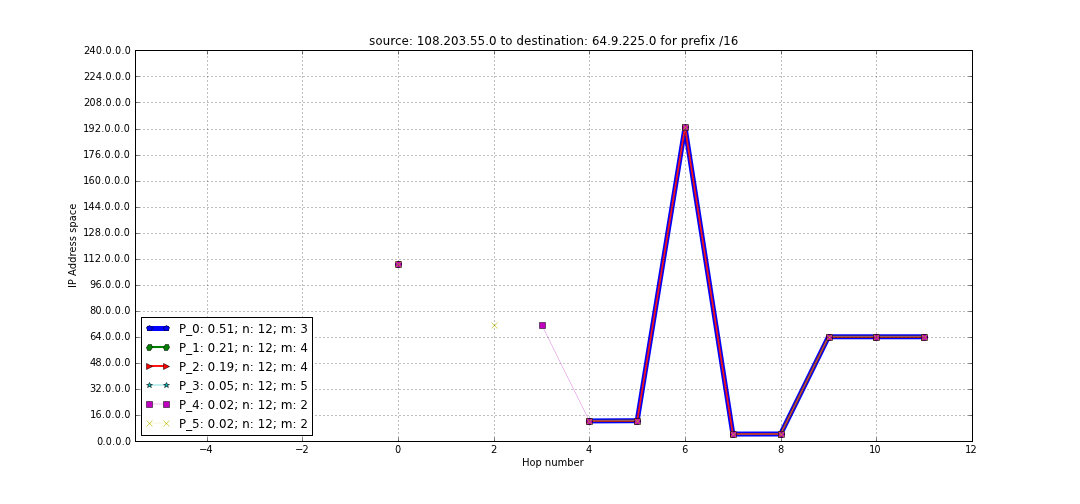 source: 108.203.55.0 to destination: 64.9.225.0 for prefix /16
240.0.0.0
224.0.0.0
208.0.0.0
192.0.0.0
176.0.0.0
160.0.0.0
144.0.0.0
128.0.0.0
112.0.0.0
96.0.0.0
80.0.0.0
64.0.0.0
48.0.0.0
32.0.0.0
16.0.0.0
0.0.0.0
IP Address space
P_0: 0.51; n: 12; m: 3
P_1: 0.21; n: 12; m: 4
P_2: 0.19; n: 12; m: 4
P_3: 0.05; n: 12; m: 5
P_4: 0.02; n: 12; m: 2
P_5: 0.02; n: 12; m: 2
−4 −2 0 2 4 6 8 10 12
Hop number